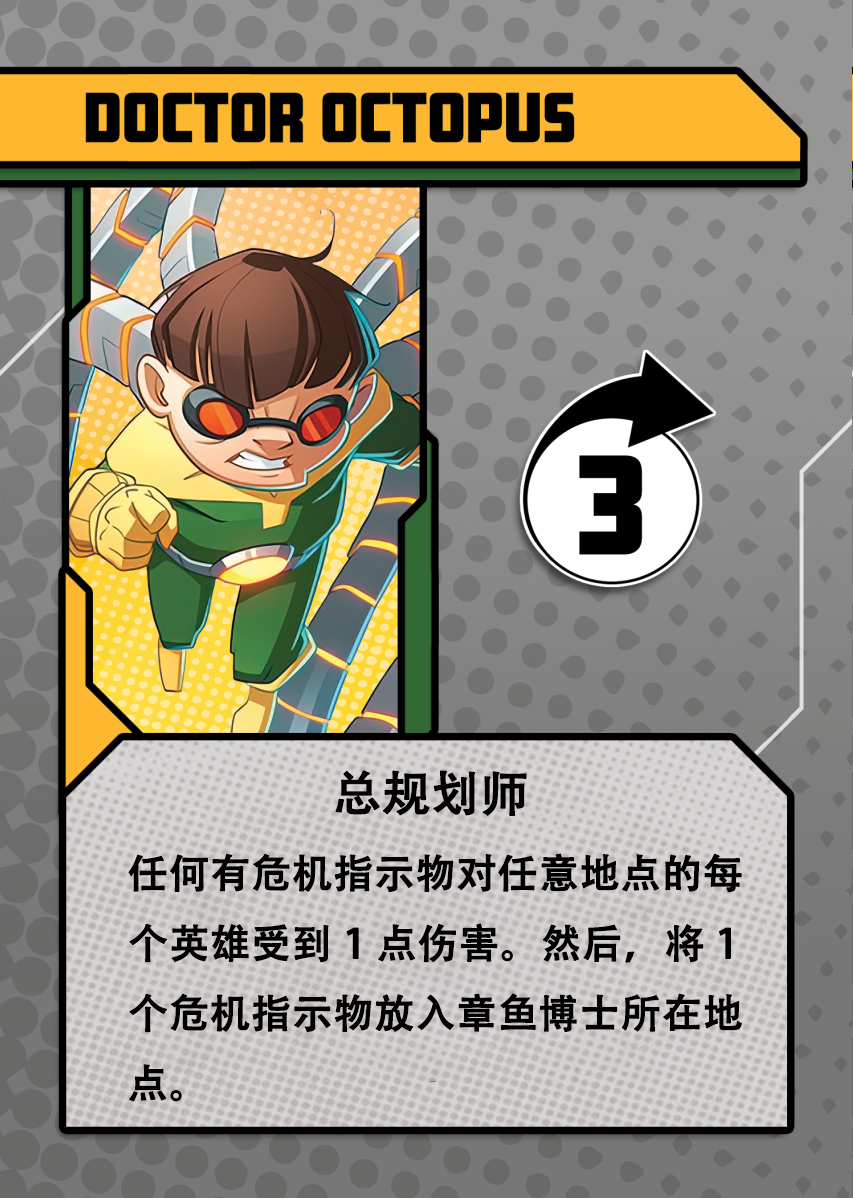 DOCTOR OCTOPUS
3
总规划师
任何有危机指示物对任意地点的每
个英雄受到 1 点伤害。然后，将 1
个危机指示物放入章鱼博士所在地
点。